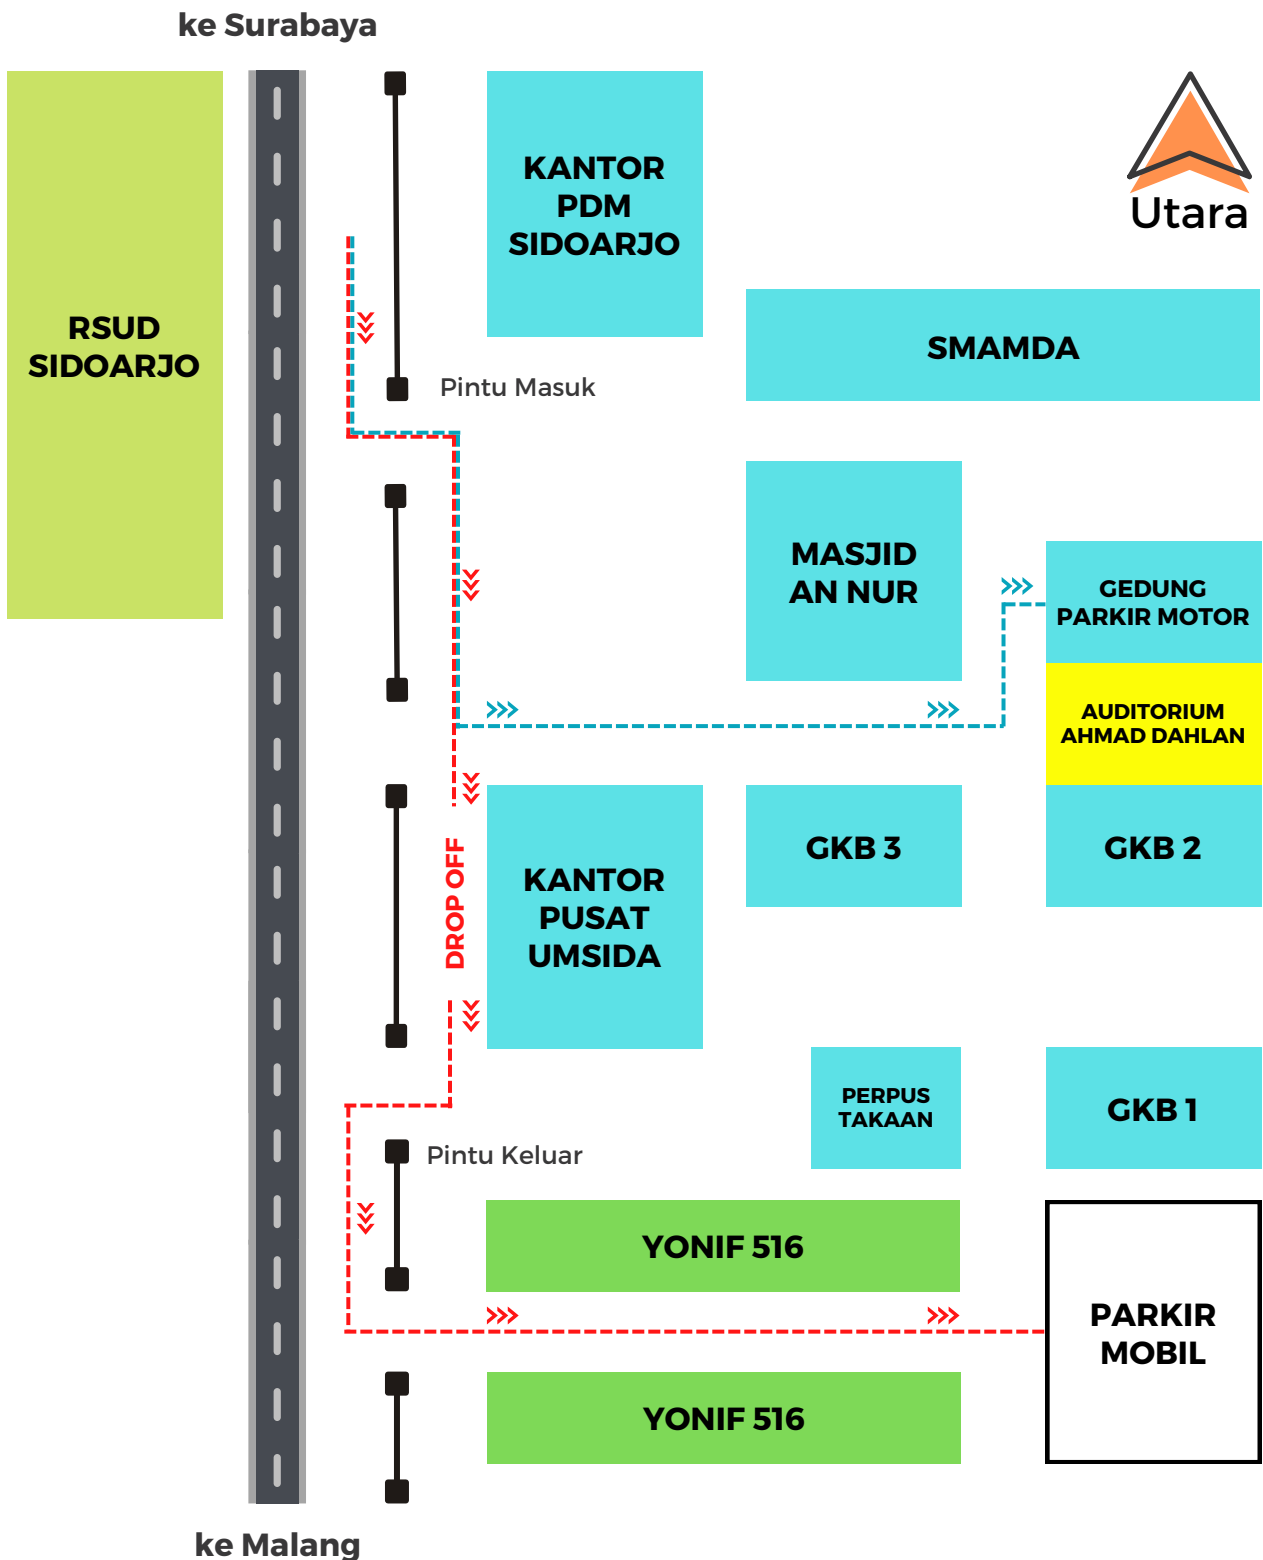 ke Surabaya
KANTOR
PDM
SIDOARJO
Utara
RSUD
SIDOARJO
SMAMDA
Pintu Masuk
MASJID
AN NUR
GEDUNG
PARKIR MOTOR
AUDITORIUM
AHMAD DAHLAN
DROP OFF
KANTOR
PUSAT
UMSIDA
GKB 3
GKB 2
PERPUS
TAKAAN
GKB 1
Pintu Keluar
YONIF 516
PARKIR
MOBIL
YONIF 516
ke Malang